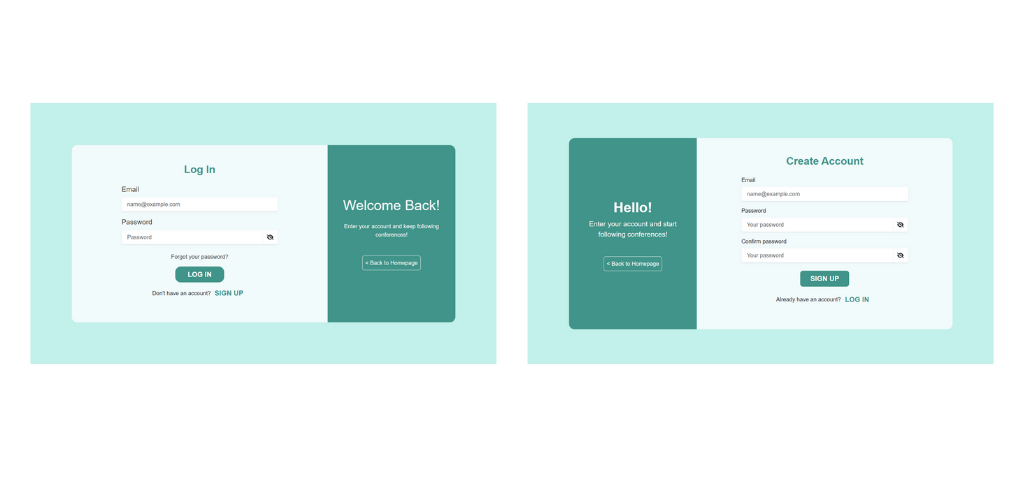 Log In
Email
name@example.com
Password
Password
Forgot your password?
LOG IN
Don't have an account? SIGN UP
Welcome Back!
Enter your account and keep following
conferences!
< Back to Homepage
Hello!
Enter your account and start
following conferences!
< Back to Homepage
Create Account
Email
name@example.com
Password
Your password
Confirm password
Your password
SIGN UP
Already have an account? LOG IN